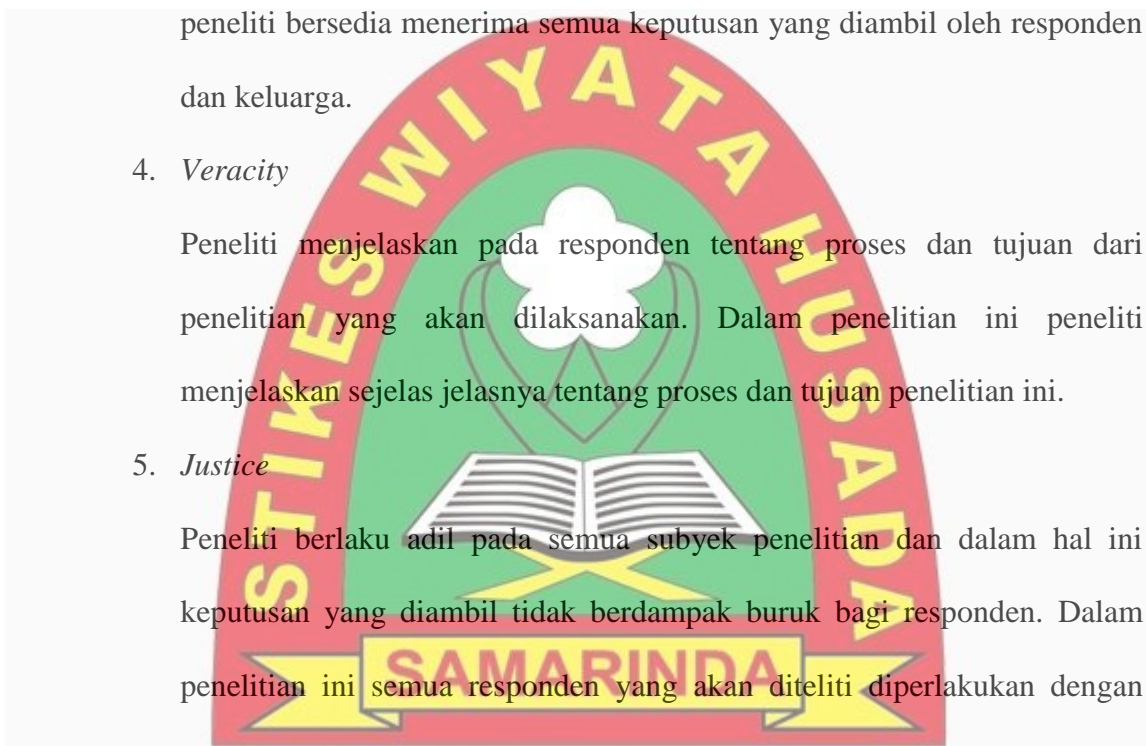 peneliti bersedia menerima semua keputusan yang diambil oleh responden
dan keluarga.
4. Veracity
Peneliti menjelaskan pada responden tentang proses dan tujuan dari
penelitian yang akan dilaksanakan. Dalam penelitian ini peneliti
menjelaskan sejelas jelasnya tentang proses dan tujuan penelitian ini.
5. Justice
Peneliti berlaku adil pada semua subyek penelitian dan dalam hal ini
keputusan yang diambil tidak berdampak buruk bagi responden. Dalam
penelitian ini semua responden yang akan diteliti diperlakukan dengan
STIKES WIYATA HUSADA
SAMARINDA